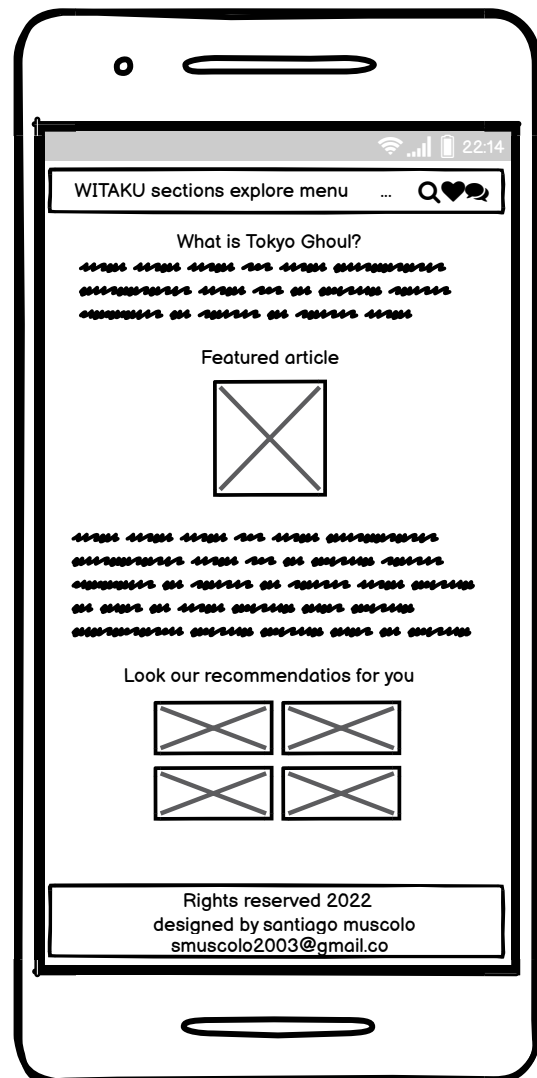 22:14
WITAKU sections explore menu ...
What is Tokyo Ghoul?
Featured article
Look our recommendatios for you
Rights reserved 2022
designed by santiago muscolo
smuscolo2003@gmail.co